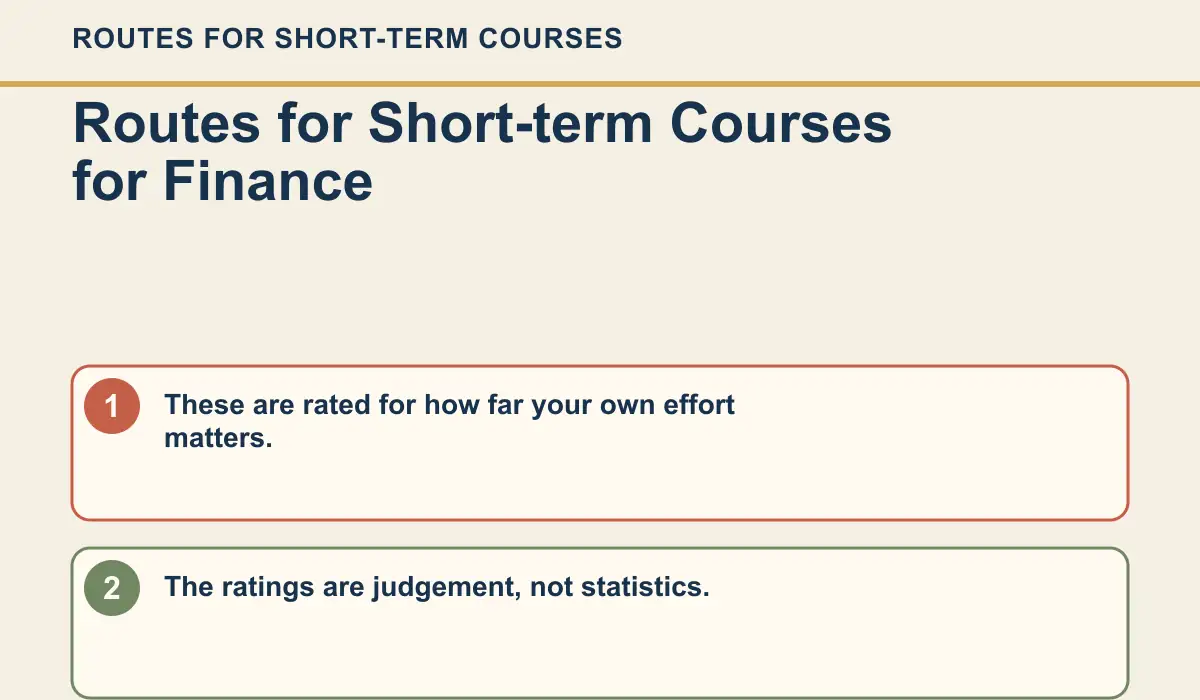 ROUTES FOR SHORT-TERM COURSES
Routes for Short-term Courses
for Finance
1
These are rated for how far your own effort
matters.
2
The ratings are judgement, not statistics.